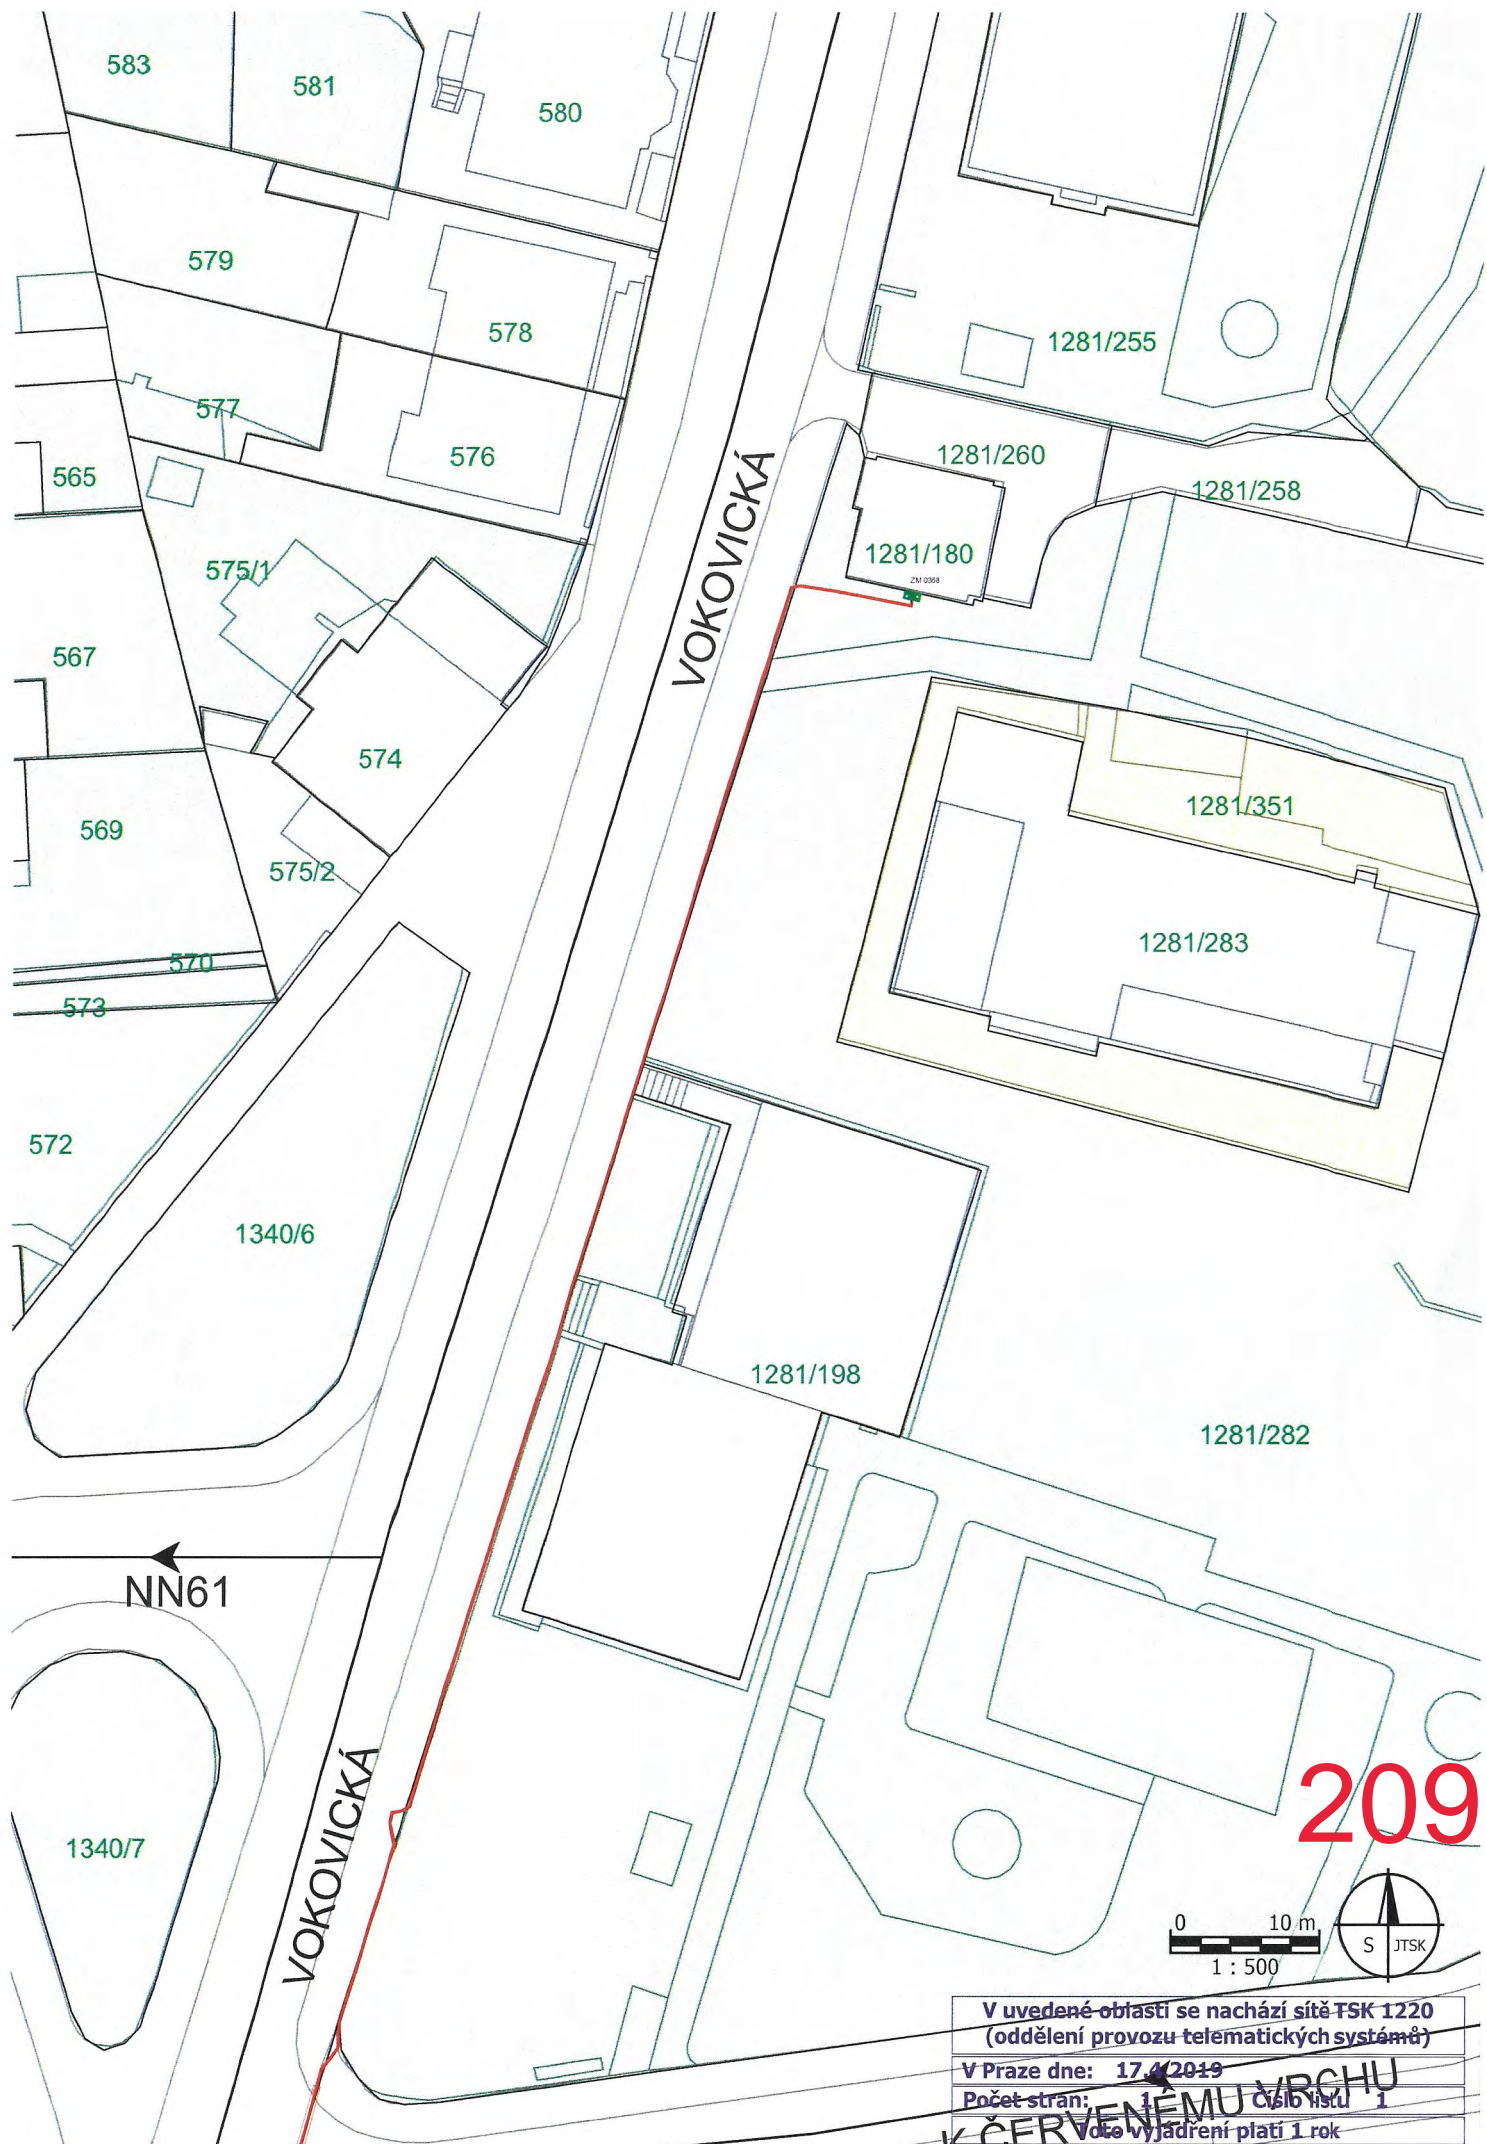 583
581
580
579
578
1281/255
577
576
565
1281/260
1281/258
VOKOVICKÁ
1281/180
ZM 0368
575/1
567
574
569
575/2
1281/351
1281/283
570
573
572
1340/6
1281/198
1281/282
NN61
VOKOVICKÁ
1340/7
209
0 10 m
1 : 500
S JTSK
V uvedené oblasti se nachází sítě TSK 1220
(oddělení provozu telematických systémů)
V Praze dne: 17.4.2019
Počet stran: 1 Číslo listu 1
K ČERVENÉMU VRCHU
Toto vyjádření platí 1 rok